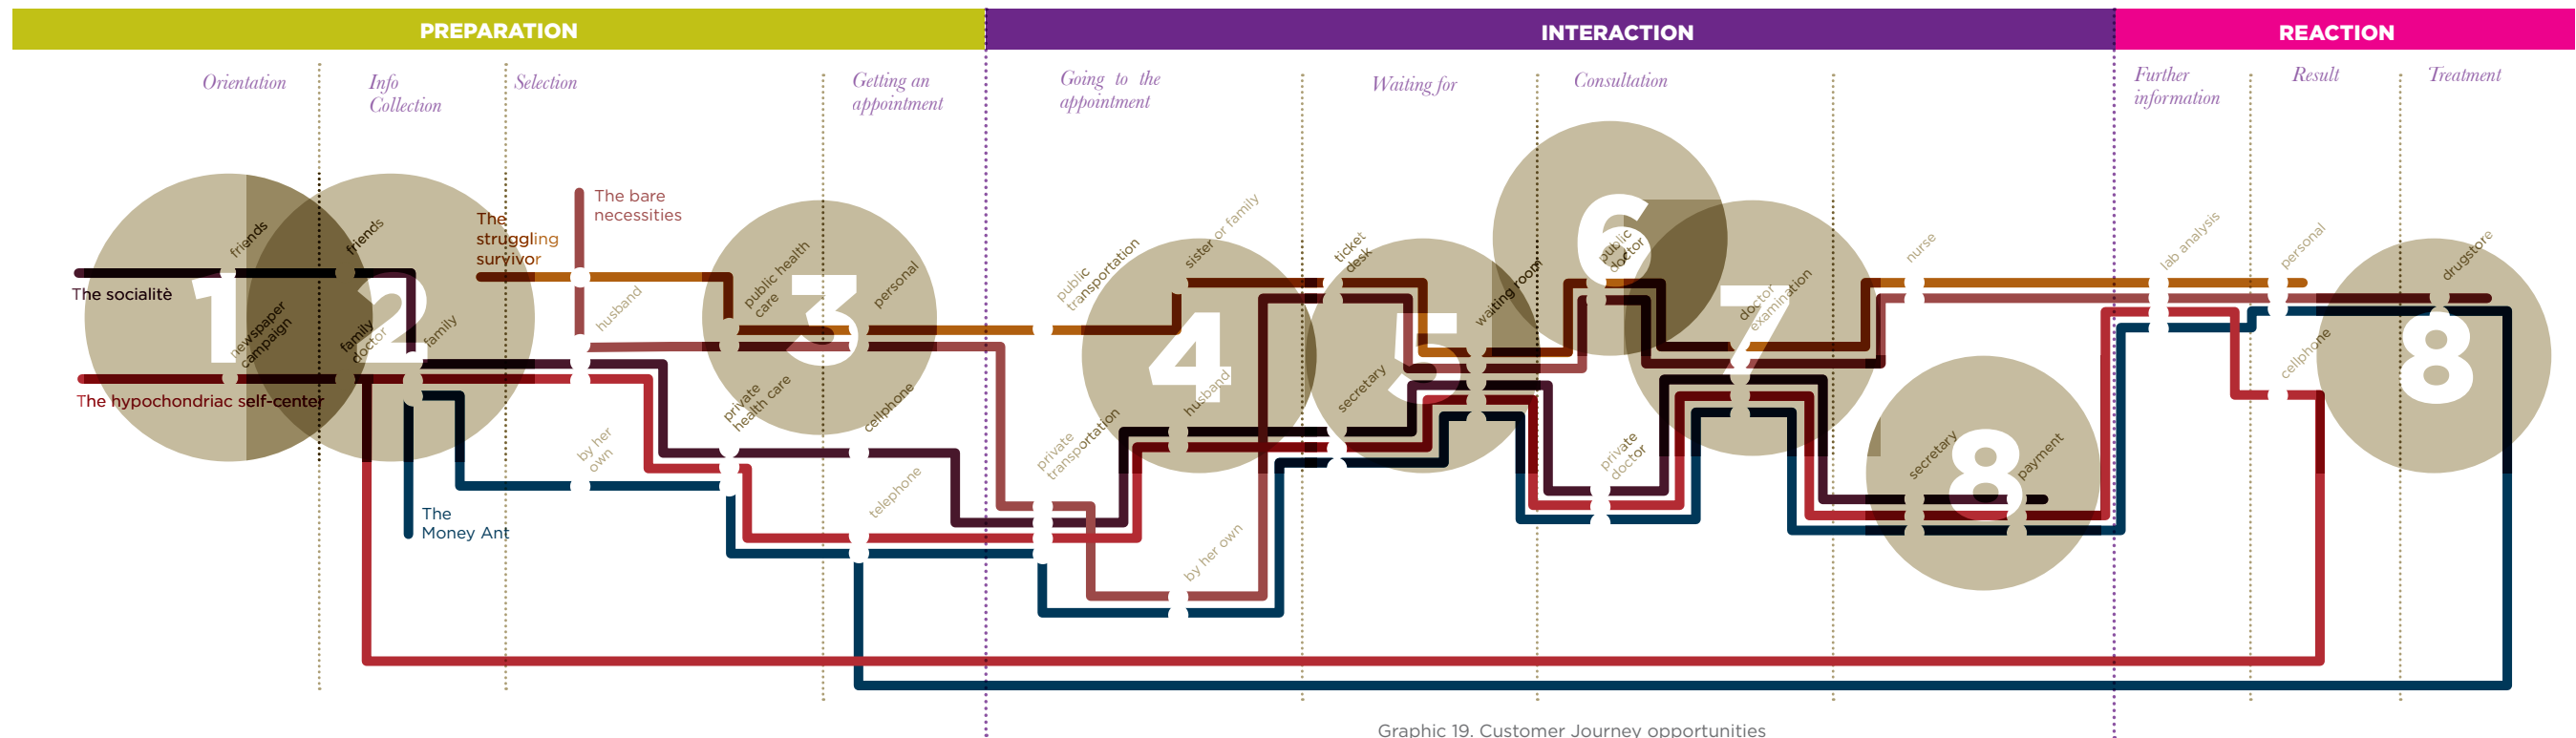 PREPARATION
INTERACTION
REACTION
Orientation
Info
Collection
Selection
Getting an
appointment
Going to the
appointment
Waiting for
Consultation
Further
information
Result
Treatment
friends
friends
The socialitè
1
newspaper
campaign
The hypochondriac self-center
2
family
doctor
family
The
struggling
survivor
The bare
necessities
husband
by her
own
The
Money Ant
public health
care
3
personal
private
health care
cellphone
telephone
public
transportation
private
transportation
sister or family
4
husband
by her own
ticket
desk
secretary
5
waiting room
6
public
doctor
private
doctor
7
doctor
examination
nurse
secretary
8
payment
lab analysis
personal
cellphone
drugstore
8
Graphic 19. Customer Journey opportunities